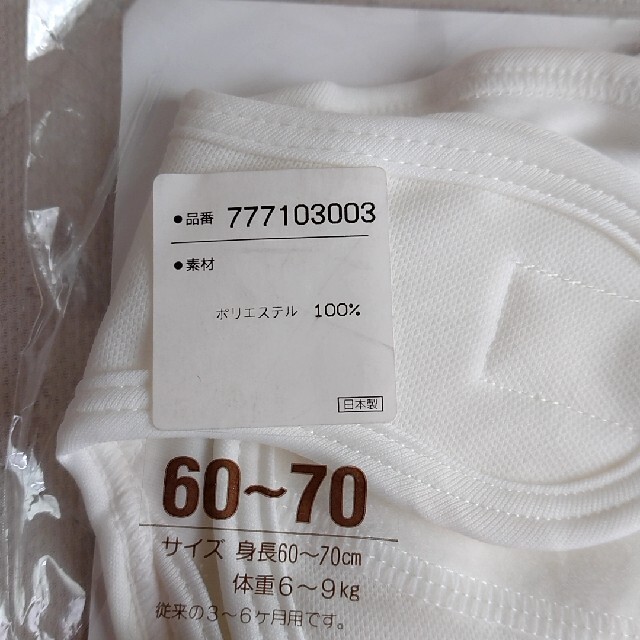 ●品番 777103003
●素材
ポリエステル 100%
日本製
60〜70
サイズ 身長60〜70cm
体重6〜9kg
従来の3〜6ヶ月用です。